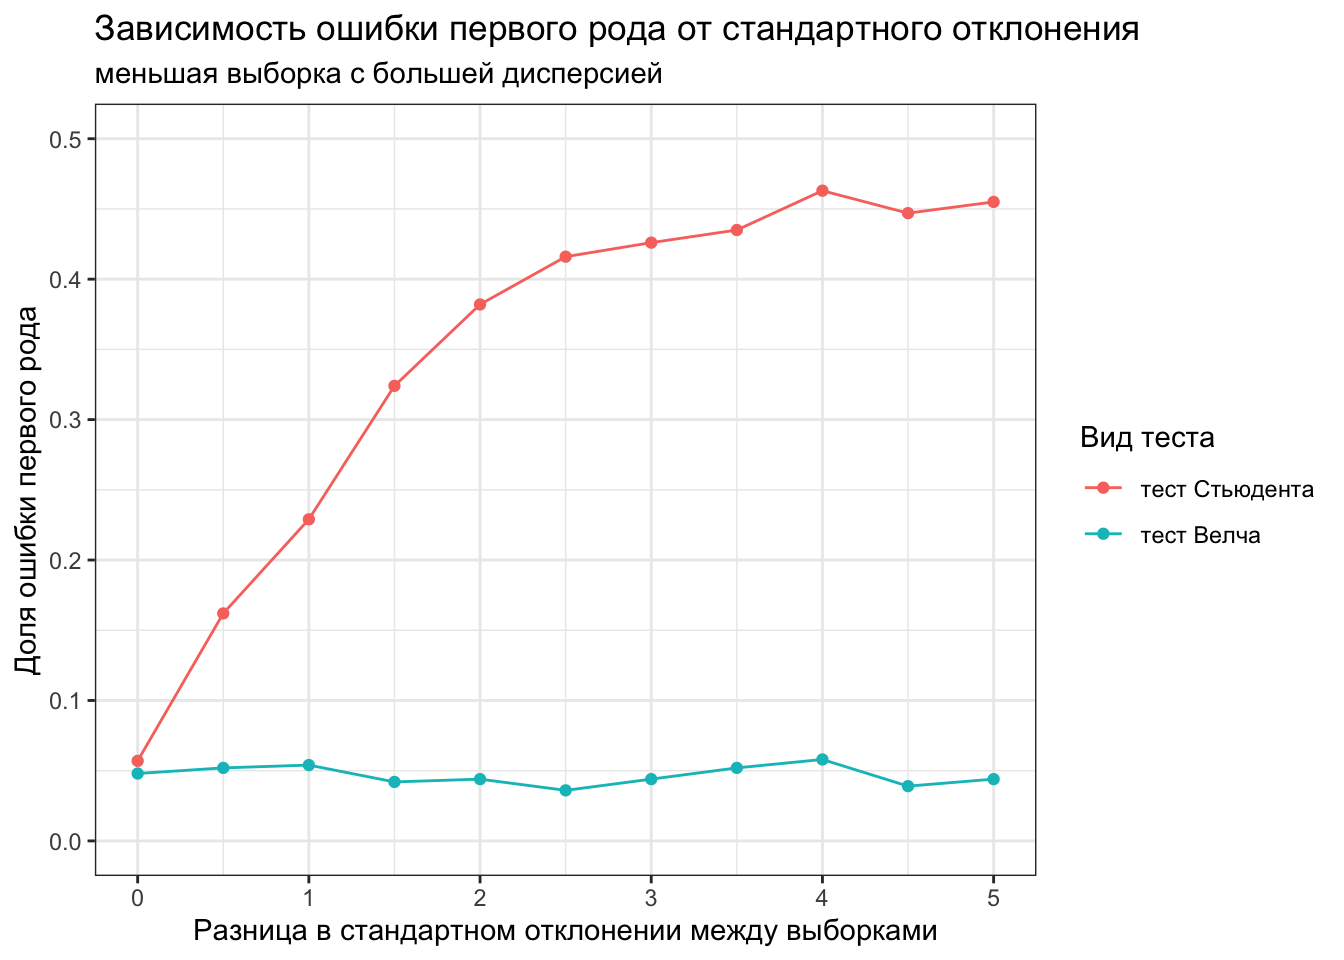 Зависимость ошибки первого рода от стандартного отклонения
меньшая выборка с большей дисперсией
Доля ошибки первого рода
0.5
0.4
0.3
0.2
0.1
0.0
0 1 2 3 4 5
Разница в стандартном отклонении между выборками
Вид теста
тест Стьюдента
тест Велча